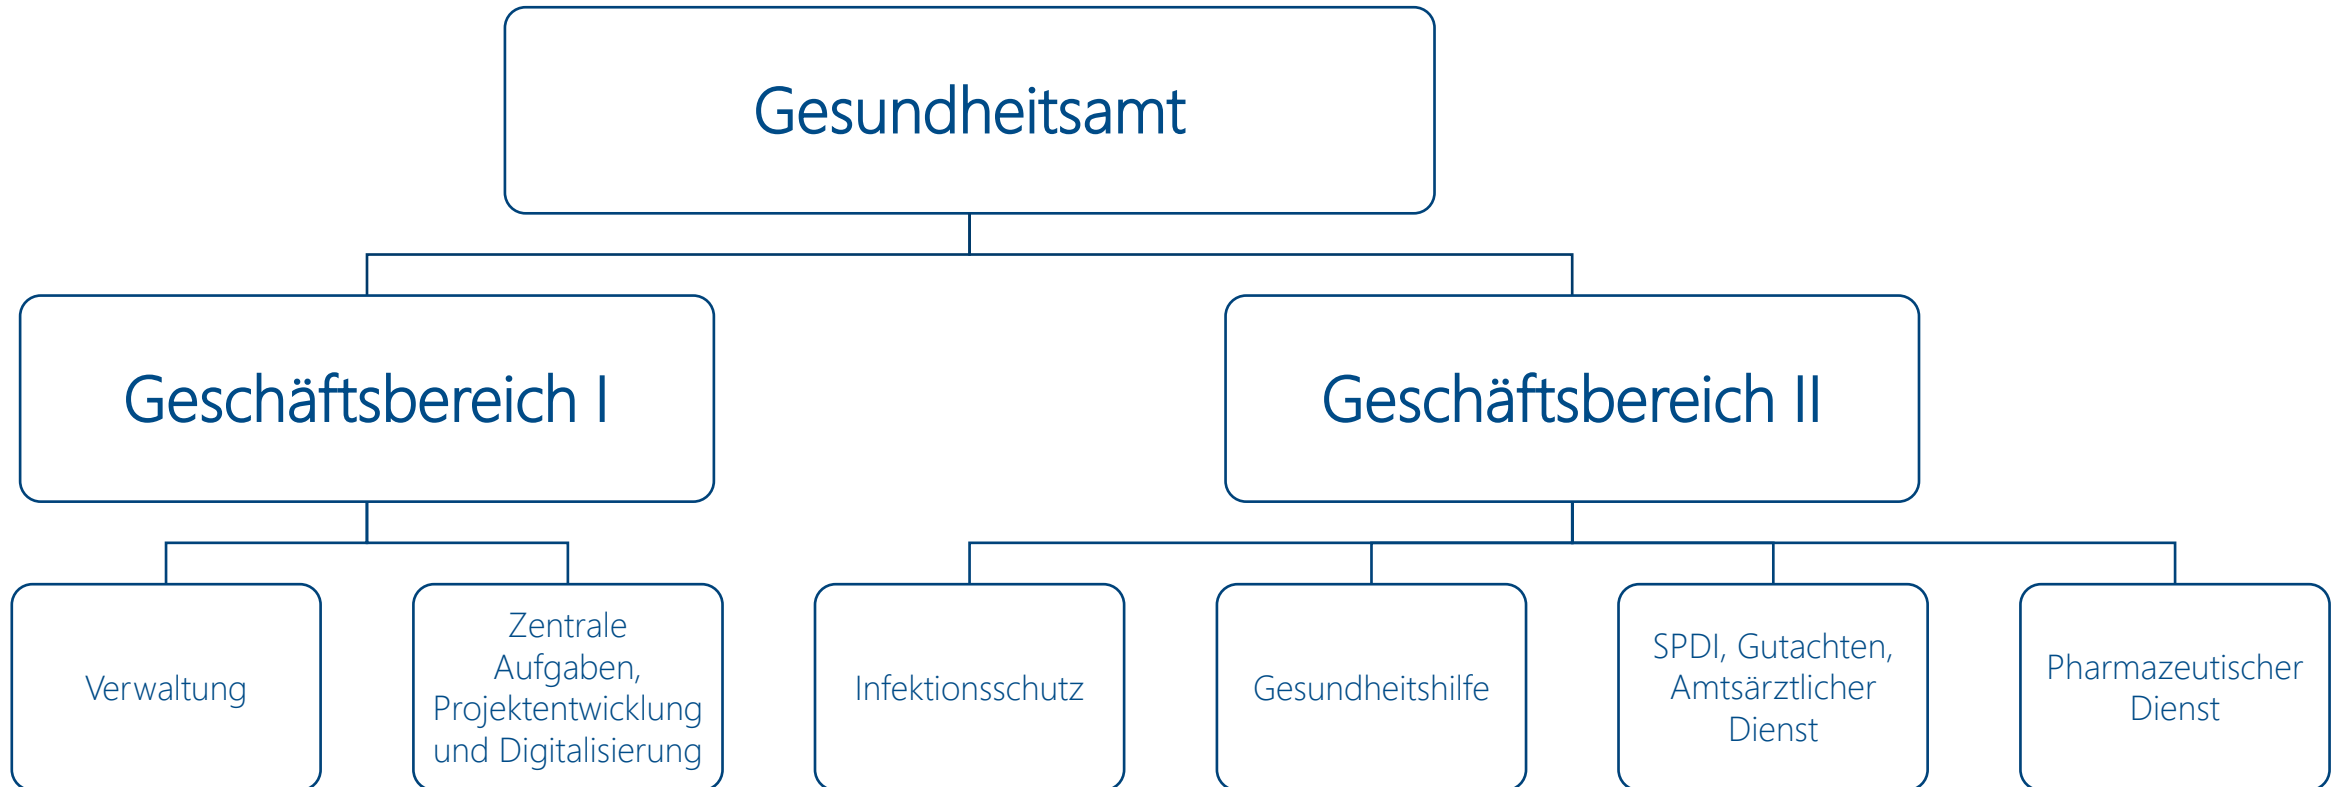 Gesundheitsamt
Geschäftsbereich I
Geschäftsbereich II
Verwaltung
Zentrale
Aufgaben,
Projektentwicklung
und Digitalisierung
Infektionsschutz
Gesundheitshilfe
SPDI, Gutachten,
Amtsärztlicher
Dienst
Pharmazeutischer
Dienst